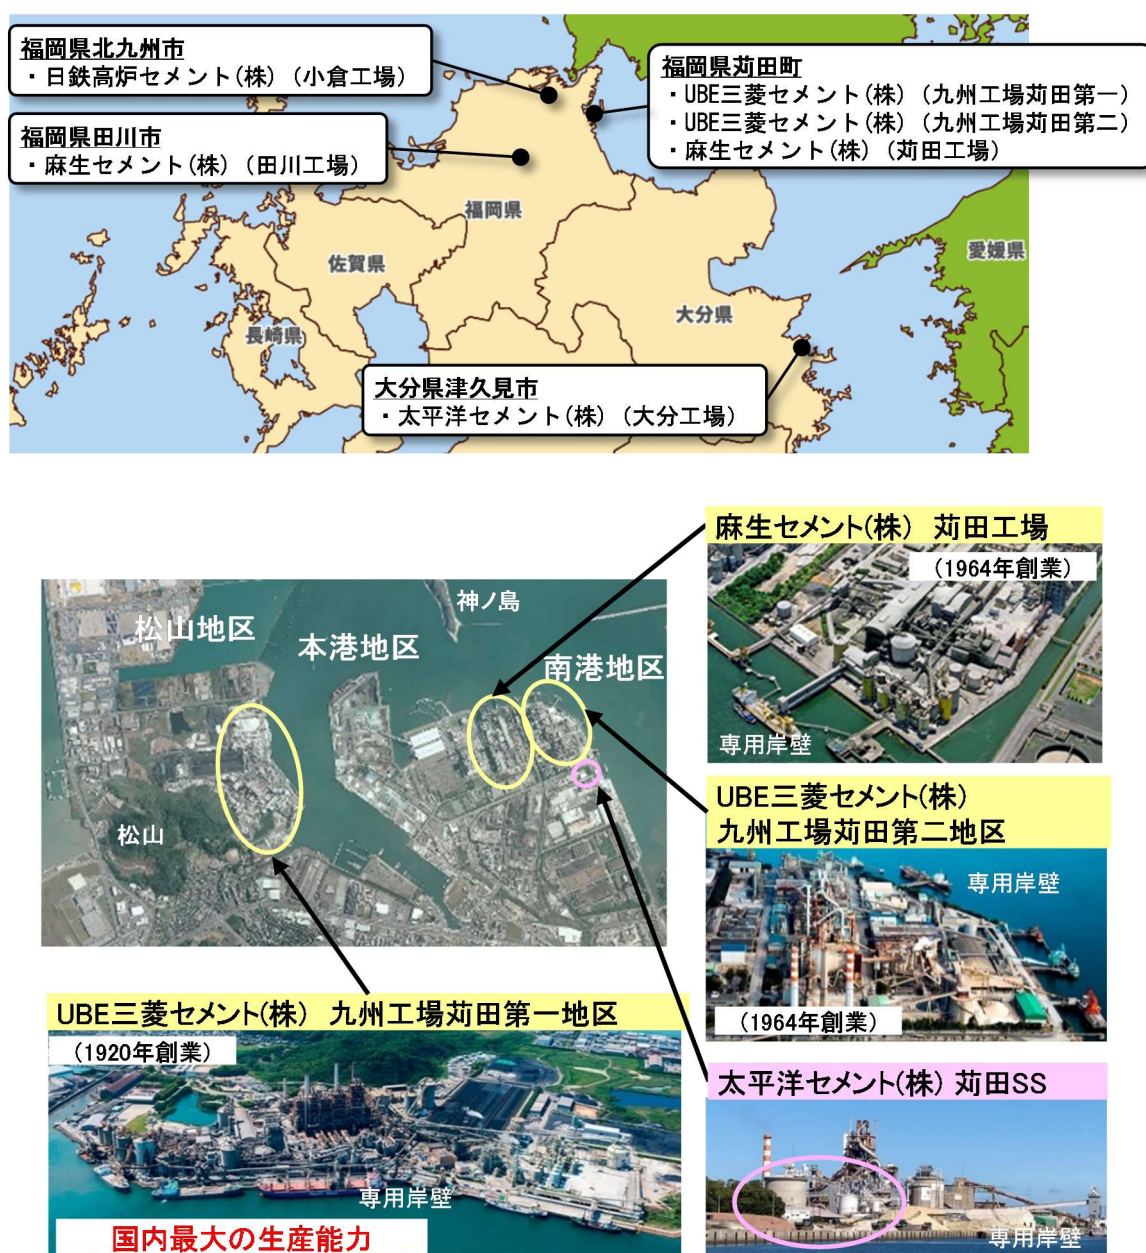 福岡県北九州市
・日鉄高炉セメント(株)(小倉工場)
福岡県苅田町
・UBE三菱セメント(株)(九州工場苅田第一)
・UBE三菱セメント(株)(九州工場苅田第二)
・麻生セメント(株)(苅田工場)
福岡県田川市
・麻生セメント(株)(田川工場)
福岡県
佐賀県
愛媛県
大分県
長崎県
大分県津久見市
・太平洋セメント(株)(大分工場)
麻生セメント(株) 苅田工場
(1964年創業)
専用岸壁
神ノ島
松山地区
本港地区
南港地区
松山
UBE三菱セメント(株)
九州工場苅田第二地区
専用岸壁
(1964年創業)
UBE三菱セメント(株) 九州工場苅田第一地区
(1920年創業)
専用岸壁
国内最大の生産能力
太平洋セメント(株) 苅田SS
専用岸壁